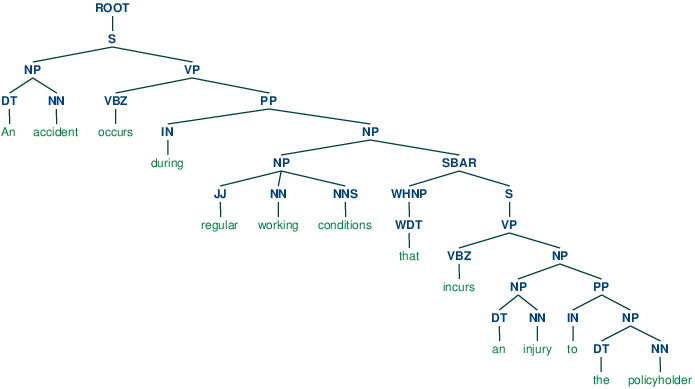 ROOT
S
NP VP
DT NN VBZ PP
An accident occurs IN NP
during NP SBAR
JJ NN NNS WHNP S
regular working conditions WDT VP
that VBZ NP
incurs NP PP
DT NN IN NP
an injury to DT NN
the policyholder